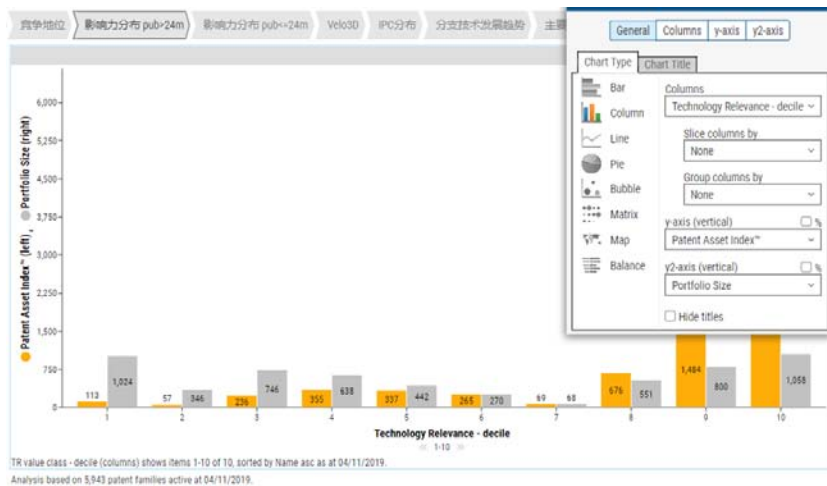 竞争地位 影响力分布 pub>24m 影响力分布 pub<=24m Velo3D IPC分布 分支技术发展趋势 主要
General Columns y-axis y2-axis
Chart Type Chart Title
Bar
Column
Line
Pie
Bubble
Matrix
Map
Balance
Columns
Technology Relevance - decile
Slice columns by
None
Group columns by
None
y-axis (vertical) %
Patent Asset Index™
y2-axis (vertical) %
Portfolio Size
Hide titles
Patent Asset Index™ (left) , Portfolio Size (right)
6,000
5,250
4,500
3,750
3,000
2,250
1,500
750
0
113 1,024 57 346 236 746 355 638 337 442 265 270 69 68 676 551 1,484 800 1,058
1 2 3 4 5 6 7 8 9 10
Technology Relevance - decile
1-10
TR value class - decile (columns) shows items 1-10 of 10, sorted by Name asc as at 04/11/2019.
Analysis based on 5,943 patent families active at 04/11/2019.